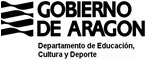 GOBIERNO
DE ARAGON
Departamento de Educación,
Cultura y Deporte